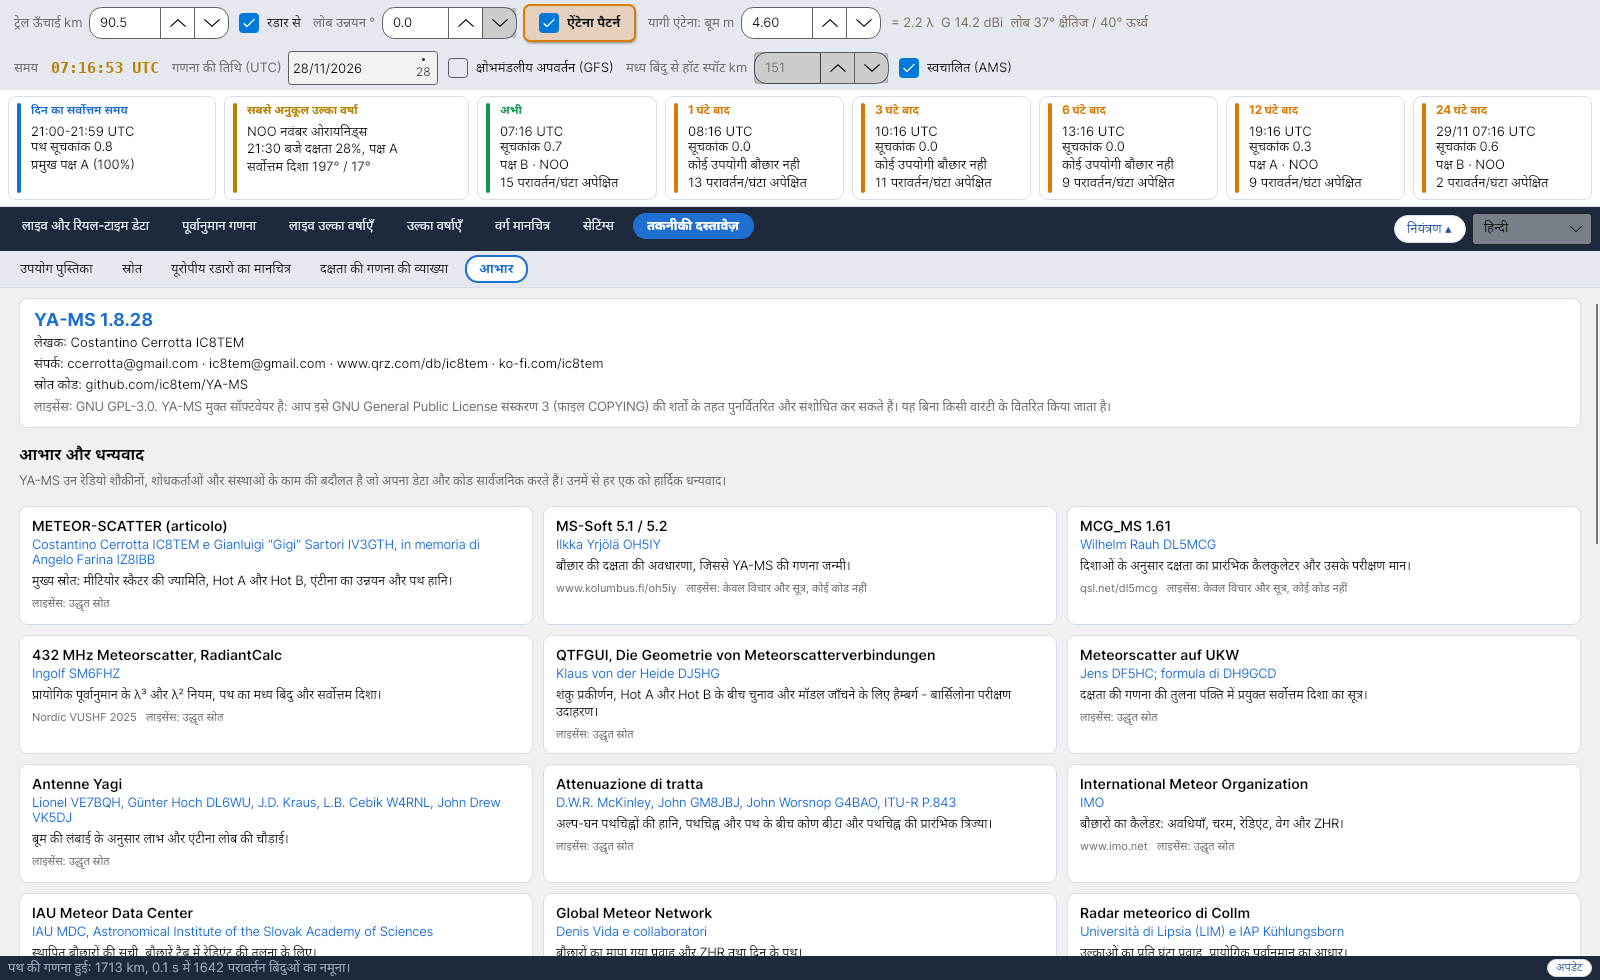 ट्रेल ऊँचाई km 90.5 रडार से लोब उन्नयन ° 0.0 ऍंटेना पैटर्न यागी एंटेना: बूम m 4.60 = 2.2 λ G 14.2 dBi लोब 37° क्षैतिज / 40° ऊर्ध्व
समय 07:16:53 UTC गणना की तिथि (UTC) 28/11/2026 28 क्षोभमंडलीय अपवर्तन (GFS) मध्य बिंदु से हॉट स्पॉट km 151 स्वचालित (AMS)
दिन का सर्वोत्तम समय
21:00-21:59 UTC
पथ सूचकांक 0.8
प्रमुख पक्ष A (100%)
सबसे अनुकूल उल्का वर्षा
NOO नवंबर ओरायनिड्स
21:30 बजे दक्षता 28%, पक्ष A
सर्वोत्तम दिशा 197° / 17°
अभी
07:16 UTC
सूचकांक 0.7
पक्ष B · NOO
15 परावर्तन/घंटा अपेक्षित
1 घंटे बाद
08:16 UTC
सूचकांक 0.0
कोई उपयोगी बौछार नहीं
13 परावर्तन/घंटा अपेक्षित
3 घंटे बाद
10:16 UTC
सूचकांक 0.0
कोई उपयोगी बौछार नहीं
11 परावर्तन/घंटा अपेक्षित
6 घंटे बाद
13:16 UTC
सूचकांक 0.0
कोई उपयोगी बौछार नहीं
9 परावर्तन/घंटा अपेक्षित
12 घंटे बाद
19:16 UTC
सूचकांक 0.3
पक्ष A · NOO
9 परावर्तन/घंटा अपेक्षित
24 घंटे बाद
29/11 07:16 UTC
सूचकांक 0.6
पक्ष B · NOO
2 परावर्तन/घंटा अपेक्षित
लाइव और रियल-टाइम डेटा पूर्वानुमान गणना लाइव उल्का वर्षाएँ उल्का वर्षाएँ वर्ग मानचित्र सेटिंग्स तकनीकी दस्तावेज़ नियंत्रण ▴ हिन्दी
उपयोग पुस्तिका स्रोत यूरोपीय रडारों का मानचित्र दक्षता की गणना की व्याख्या आभार
YA-MS 1.8.28
लेखक: Costantino Cerrotta IC8TEM
संपर्क: ccerrotta@gmail.com · ic8tem@gmail.com · www.qrz.com/db/ic8tem · ko-fi.com/ic8tem
स्रोत कोड: github.com/ic8tem/YA-MS
लाइसेंस: GNU GPL-3.0. YA-MS मुक्त सॉफ़्टवेयर है: आप इसे GNU General Public License संस्करण 3 (फ़ाइल COPYING) की शर्तों के तहत पुनर्वितरित और संशोधित कर सकते हैं। यह बिना किसी वारंटी के वितरित किया जाता है।
आभार और धन्यवाद
YA-MS उन रेडियो शौकीनों, शोधकर्ताओं और संस्थाओं के काम की बदौलत है जो अपना डेटा और कोड सार्वजनिक करते हैं। उनमें से हर एक को हार्दिक धन्यवाद।
METEOR-SCATTER (articolo)
Costantino Cerrotta IC8TEM e Gianluigi "Gigi" Sartori IV3GTH, in memoria di
Angelo Farina IZ8IBB
मुख्य स्रोत: मीटियोर स्कैटर की ज्यामिति, Hot A और Hot B, एंटीना का उन्नयन और पथ हानि।
लाइसेंस: उद्धृत स्रोत
MS-Soft 5.1 / 5.2
Ilkka Yrjölä OH5IY
बौछार की दक्षता की अवधारणा, जिससे YA-MS की गणना जन्मी।
www.kolumbus.fi/oh5iy लाइसेंस: केवल विचार और सूत्र, कोई कोड नहीं
MCG_MS 1.61
Wilhelm Rauh DL5MCG
दिशाओं के अनुसार दक्षता का प्रारंभिक कैलकुलेटर और उसके परीक्षण मान।
qsl.net/dl5mcg लाइसेंस: केवल विचार और सूत्र, कोई कोड नहीं
432 MHz Meteorscatter, RadiantCalc
Ingolf SM6FHZ
प्रायोगिक पूर्वानुमान के λ³ और λ² नियम, पथ का मध्य बिंदु और सर्वोत्तम दिशा।
Nordic VUSHF 2025 लाइसेंस: उद्धृत स्रोत
QTFGUI, Die Geometrie von Meteorscatterverbindungen
Klaus von der Heide DJ5HG
शंकु प्रकीर्णन, Hot A और Hot B के बीच चुनाव और मॉडल जाँचने के लिए हैम्बर्ग - बार्सिलोना परीक्षण
उदाहरण।
लाइसेंस: उद्धृत स्रोत
Meteorscatter auf UKW
Jens DF5HC; formula di DH9GCD
दक्षता की गणना की तुलना पंक्ति में प्रयुक्त सर्वोत्तम दिशा का सूत्र।
लाइसेंस: उद्धृत स्रोत
Antenne Yagi
Lionel VE7BQH, Günter Hoch DL6WU, J.D. Kraus, L.B. Cebik W4RNL, John Drew
VK5DJ
बूम की लंबाई के अनुसार लाभ और एंटीना लोब की चौड़ाई।
लाइसेंस: उद्धृत स्रोत
Attenuazione di tratta
D.W.R. McKinley, John GM8JBJ, John Worsnop G4BAO, ITU-R P.843
अल्प-घन पथचिह्नों की हानि, पथचिह्न और पथ के बीच कोण बीटा और पथचिह्न की प्रारंभिक त्रिज्या।
लाइसेंस: उद्धृत स्रोत
International Meteor Organization
IMO
बौछारों का कैलेंडर: अवधियाँ, चरम, रेडिएंट, वेग और ZHR।
www.imo.net लाइसेंस: उद्धृत स्रोत
IAU Meteor Data Center
IAU MDC, Astronomical Institute of the Slovak Academy of Sciences
स्थापित बौछारों की सूची, बौछारें टैब में रेडिएंट की तुलना के लिए।
Global Meteor Network
Denis Vida e collaboratori
बौछारों का मापा गया प्रवाह और ZHR तथा दिन के पथ।
Radar meteorico di Collm
Università di Lipsia (LIM) e IAP Kühlungsborn
उल्काओं का प्रति घंटा प्रवाह, प्रायोगिक पूर्वानुमान का आधार।
पथ की गणना हुई: 1713 km, 0.1 s में 1642 परावर्तन बिंदुओं का नमूना। अपडेट